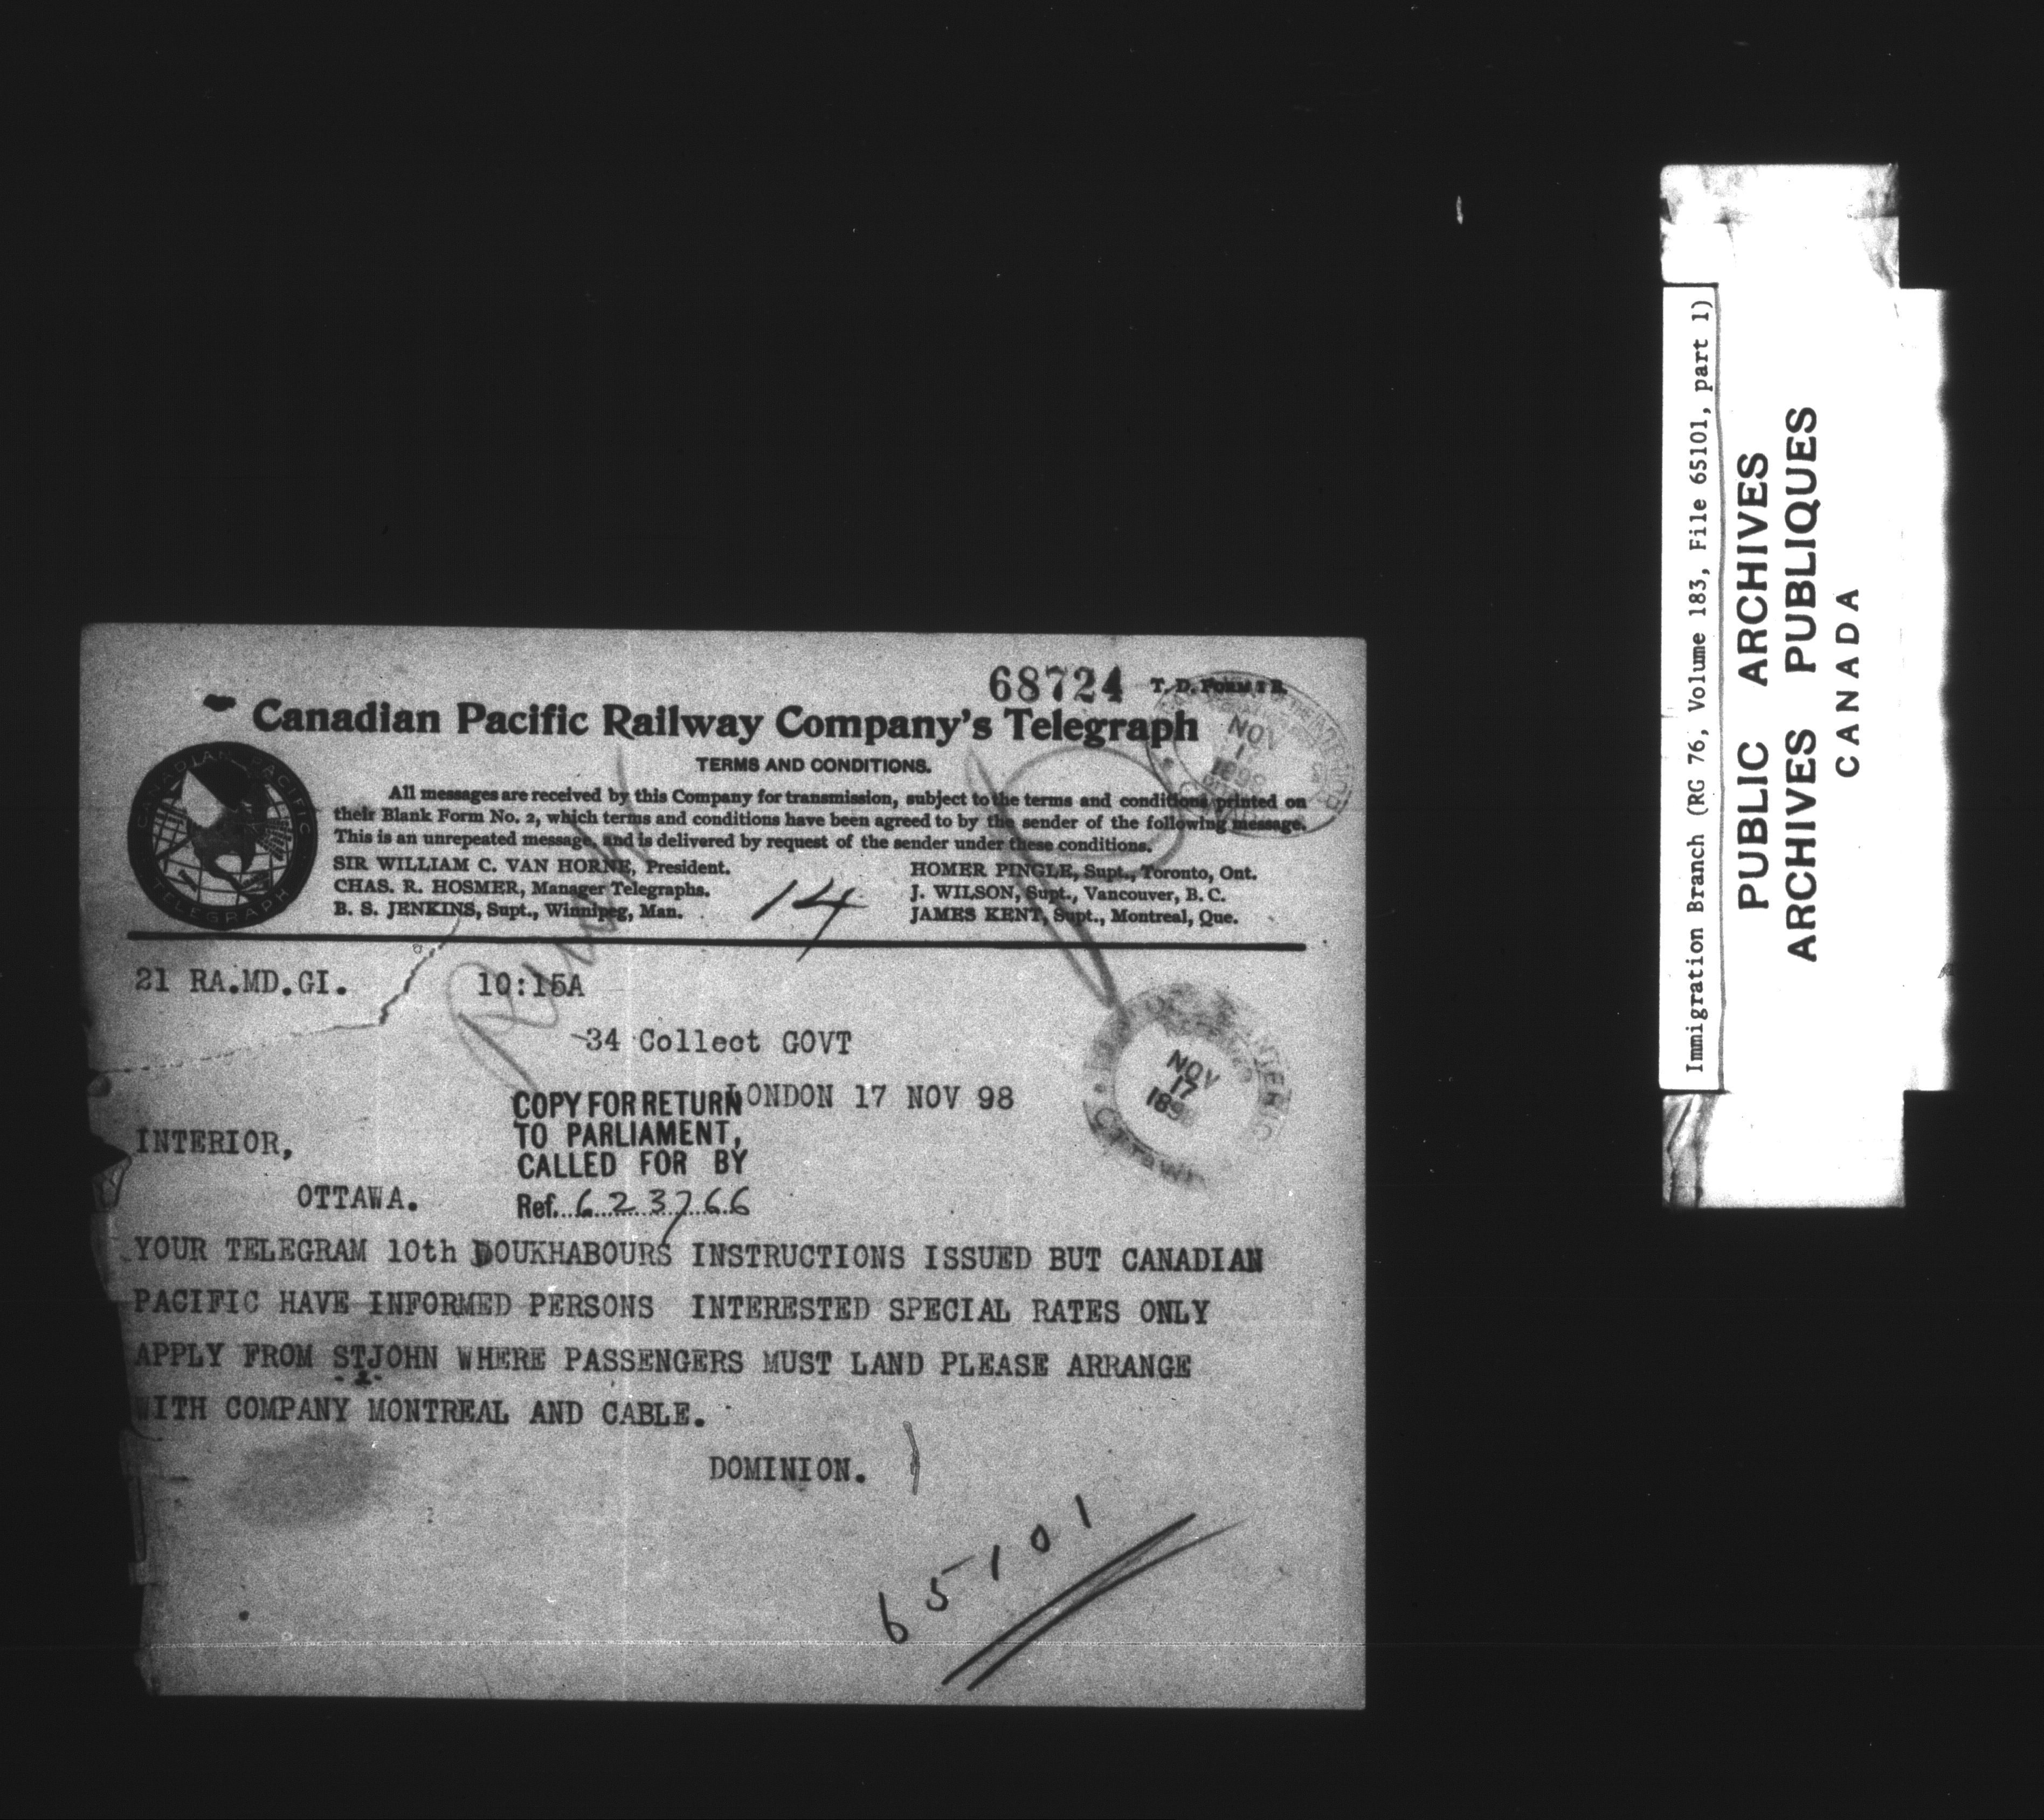 68724 T. D. FORM 1 B.
Canadian Pacific Railway Company's Telegraph
TERMS AND CONDITIONS.
All messages are received by this Company for transmission, subject to the terms and conditions printed on
their Blank Form No. 2, which terms and conditions have been agreed to by the sender of the following message.
This is an unrepeated message, and is delivered by request of the sender under these conditions.
SIR WILLIAM C. VAN HORNE, President.
CHAS. R. HOSMER, Manager Telegraphs.
B. S. JENKINS, Supt., Winnipeg, Man.
HOMER PINGLE, Supt., Toronto, Ont.
J. WILSON, Supt., Vancouver, B. C.
JAMES KENT, Supt., Montreal, Que.
CANADIAN PACIFIC
TELEGRAPH
14
NOV
21 RA.MD.GI. 10:15A
34 Collect GOVT
LONDON 17 NOV 98
NOV
17
COPY FOR RETURN
TO PARLIAMENT,
CALLED FOR BY
Ref. 623766
INTERIOR,
OTTAWA.
YOUR TELEGRAM 10th DOUKHABOURS INSTRUCTIONS ISSUED BUT CANADIAN
PACIFIC HAVE INFORMED PERSONS INTERESTED SPECIAL RATES ONLY
APPLY FROM STJOHN WHERE PASSENGERS MUST LAND PLEASE ARRANGE
WITH COMPANY MONTREAL AND CABLE.
DOMINION.
65101
Immigration Branch (RG 76, Volume 183, File 65101, part 1)
PUBLIC ARCHIVES
ARCHIVES PUBLIQUES
CANADA